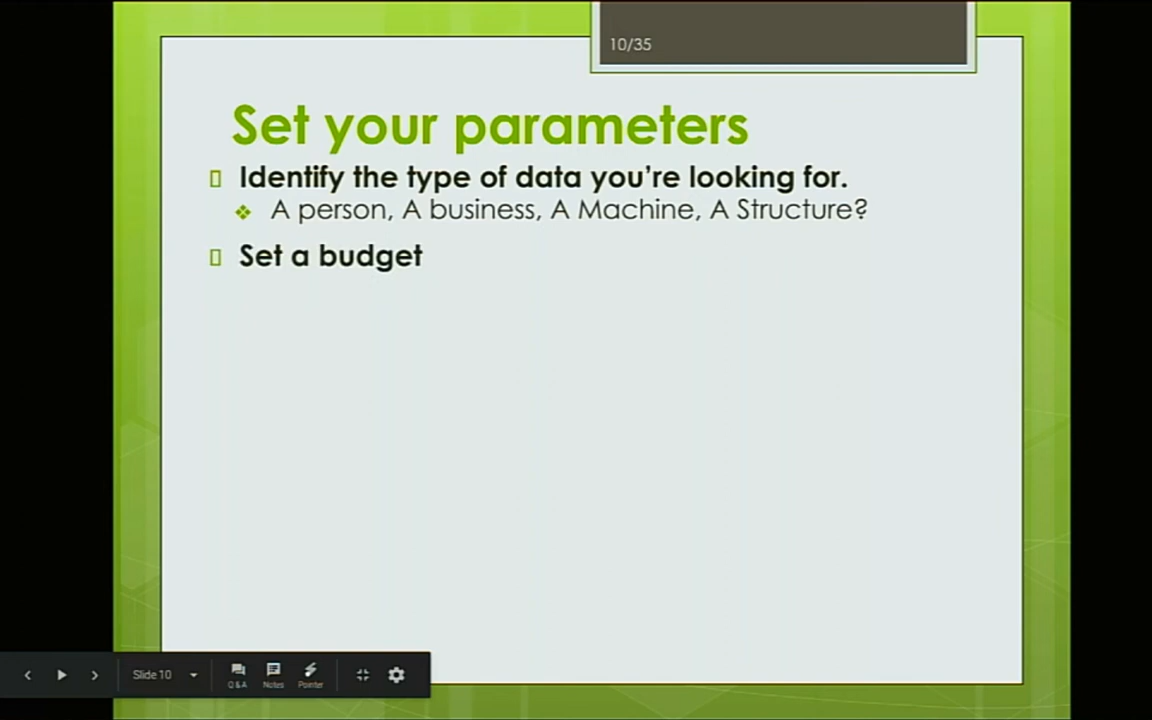 10/35
Set your parameters
Identify the type of data you're looking for.
A person, A business, A Machine, A Structure?
Set a budget
Slide 10
Q & A Notes Pointer